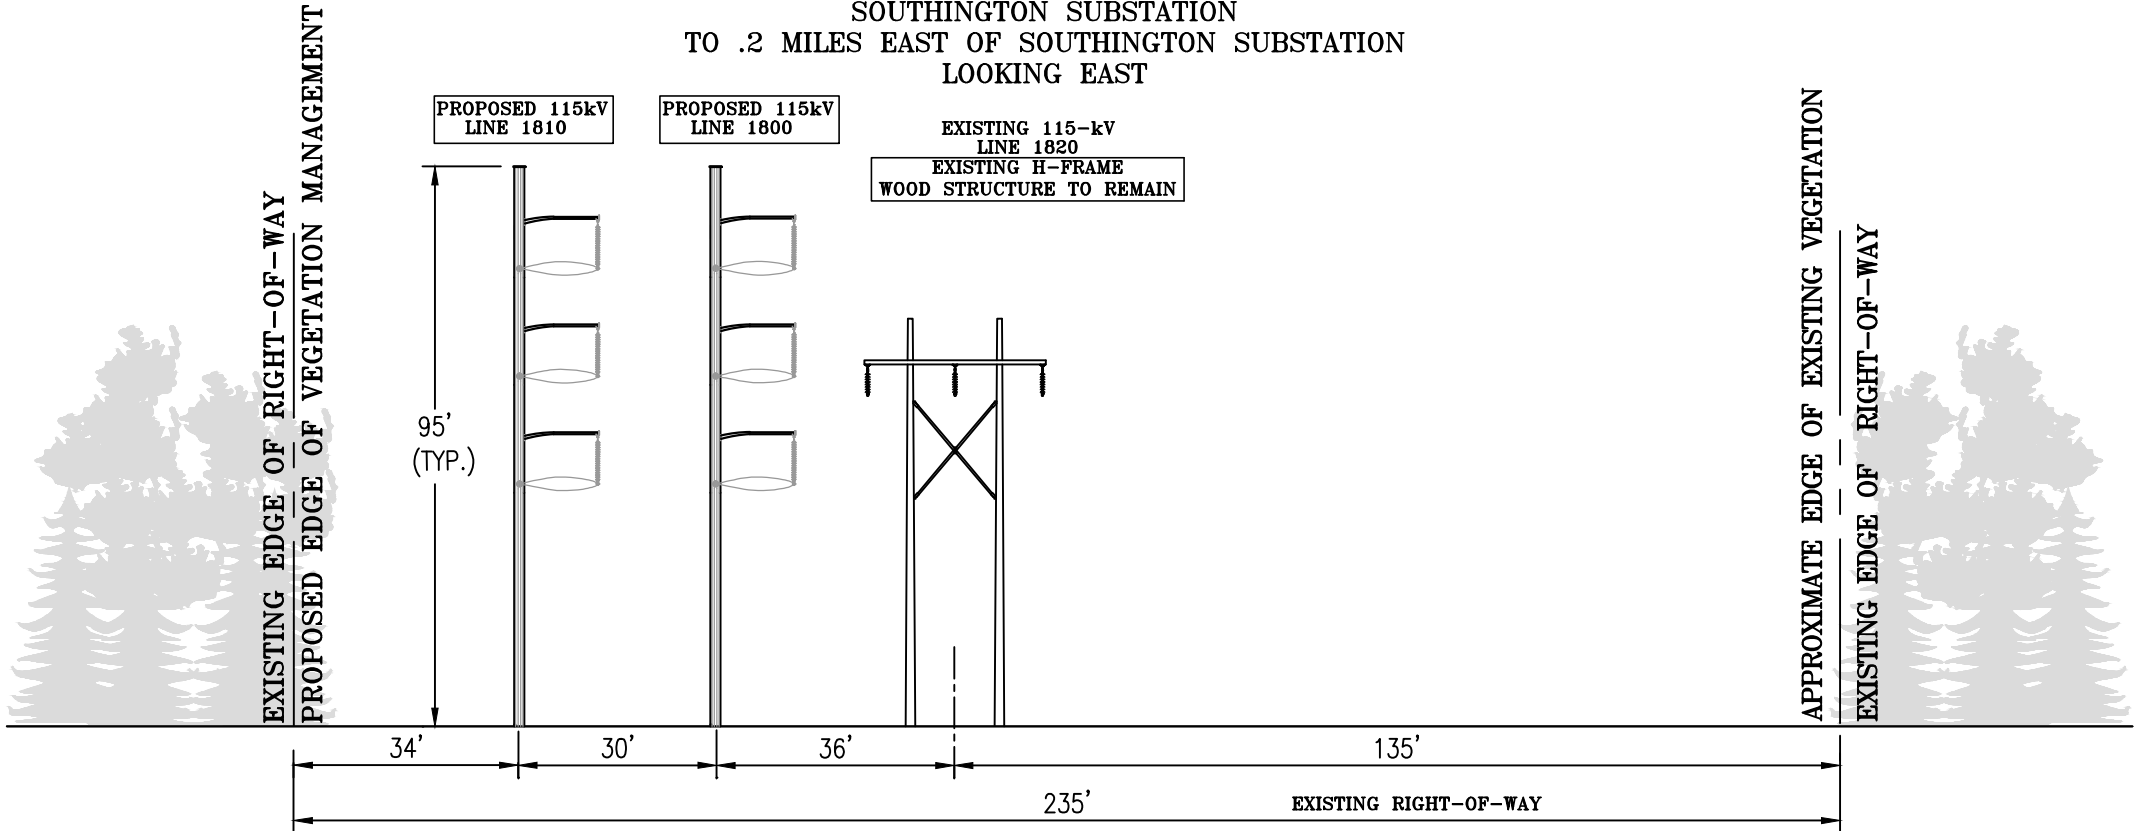 SOUTHINGTON SUBSTATION
TO .2 MILES EAST OF SOUTHINGTON SUBSTATION
LOOKING EAST
PROPOSED 115kV
LINE 1810
PROPOSED 115kV
LINE 1800
EXISTING 115-kV
LINE 1820
EXISTING H-FRAME
WOOD STRUCTURE TO REMAIN
EXISTING EDGE OF RIGHT-OF-WAY
PROPOSED EDGE OF VEGETATION MANAGEMENT
95'
(TYP.)
APPROXIMATE EDGE OF EXISTING VEGETATION
EXISTING EDGE OF RIGHT-OF-WAY
34'
30'
36'
135'
235'
EXISTING RIGHT-OF-WAY